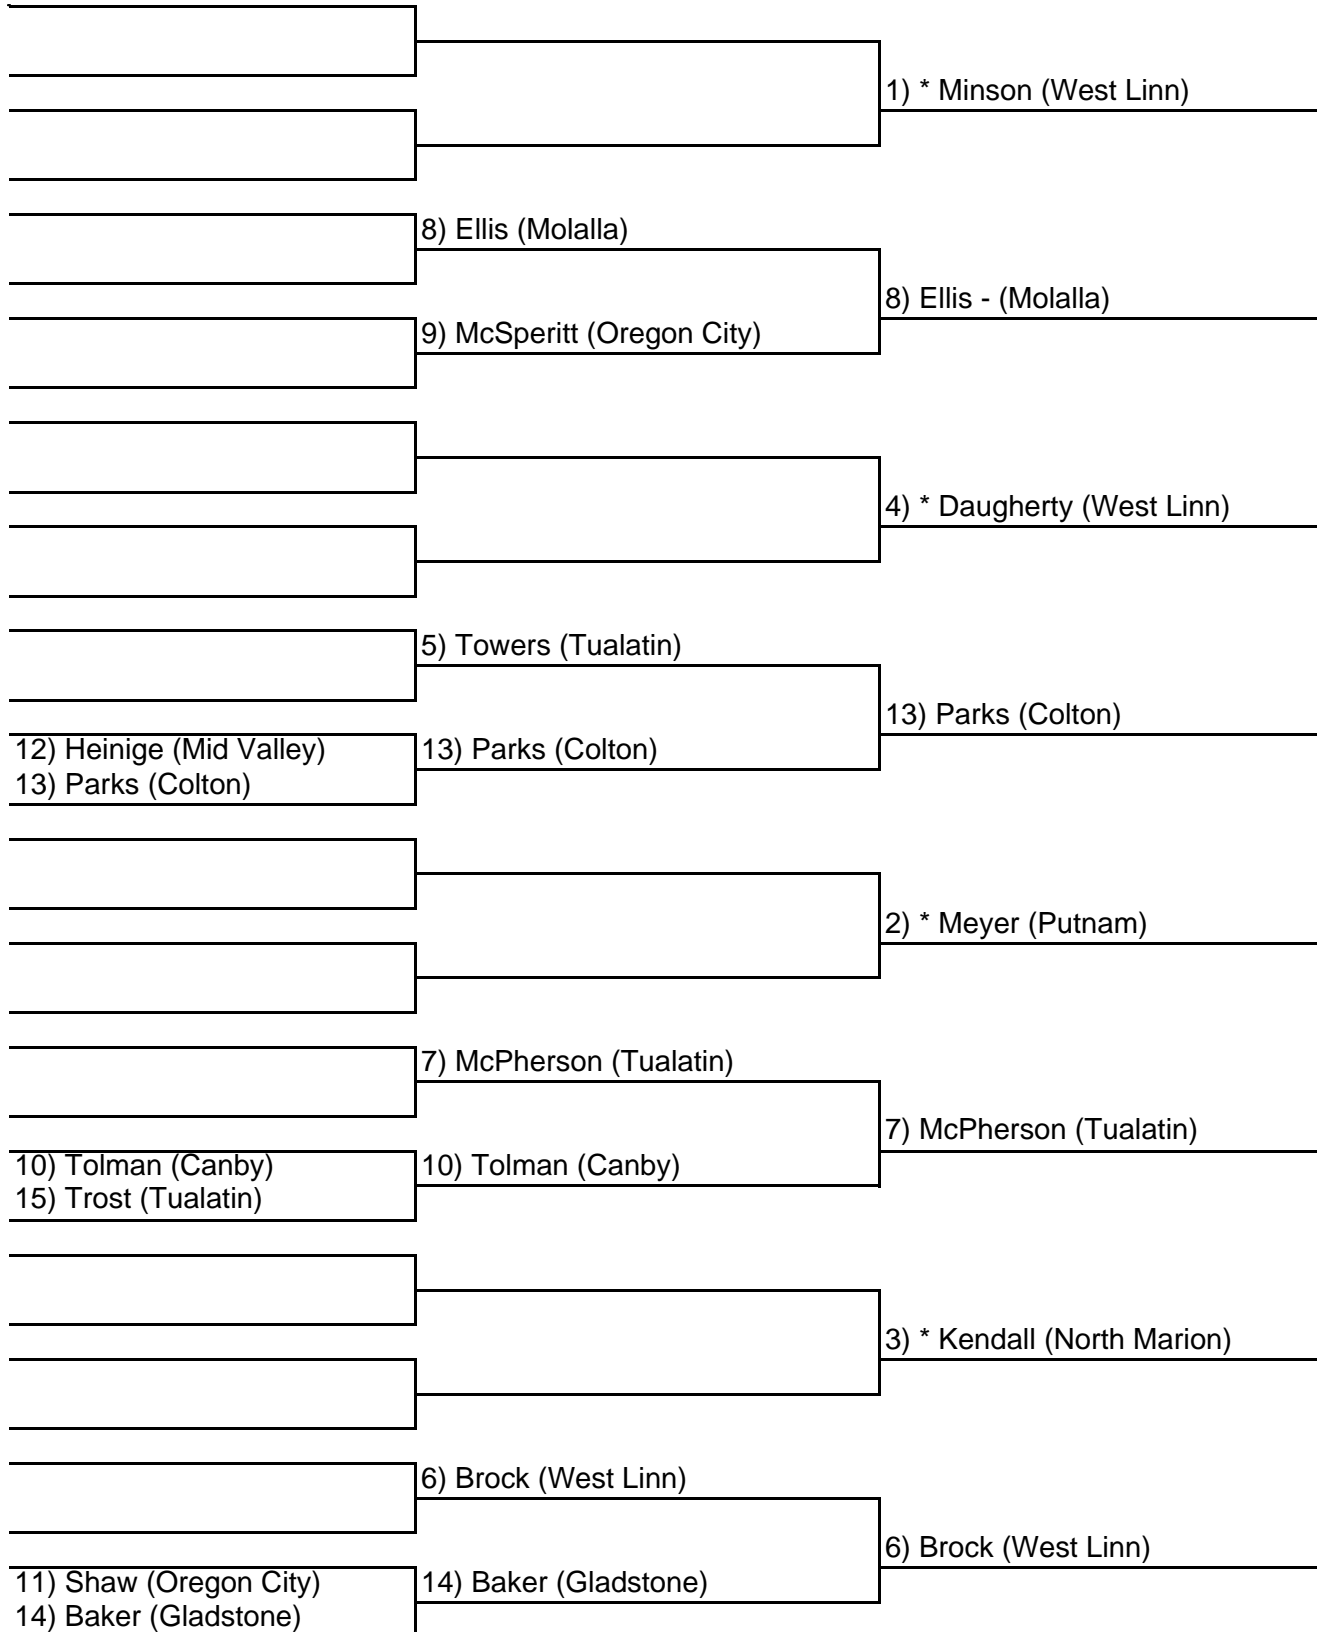 1) * Minson (West Linn)
8) Ellis (Molalla)
8) Ellis - (Molalla)
9) McSperitt (Oregon City)
4) * Daugherty (West Linn)
5) Towers (Tualatin)
13) Parks (Colton)
12) Heinige (Mid Valley)
13) Parks (Colton)
13) Parks (Colton)
2) * Meyer (Putnam)
7) McPherson (Tualatin)
7) McPherson (Tualatin)
10) Tolman (Canby)
10) Tolman (Canby)
15) Trost (Tualatin)
3) * Kendall (North Marion)
6) Brock (West Linn)
6) Brock (West Linn)
11) Shaw (Oregon City)
14) Baker (Gladstone)
14) Baker (Gladstone)